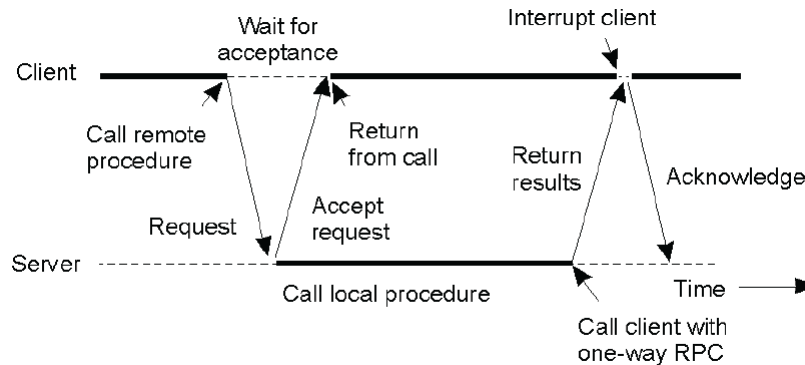 Interrupt client
Wait for
acceptance
Client
Call remote
procedure
Return
from call
Return
results
Acknowledge
Request
Accept
request
Server
Call local procedure
Time
Call client with
one-way RPC